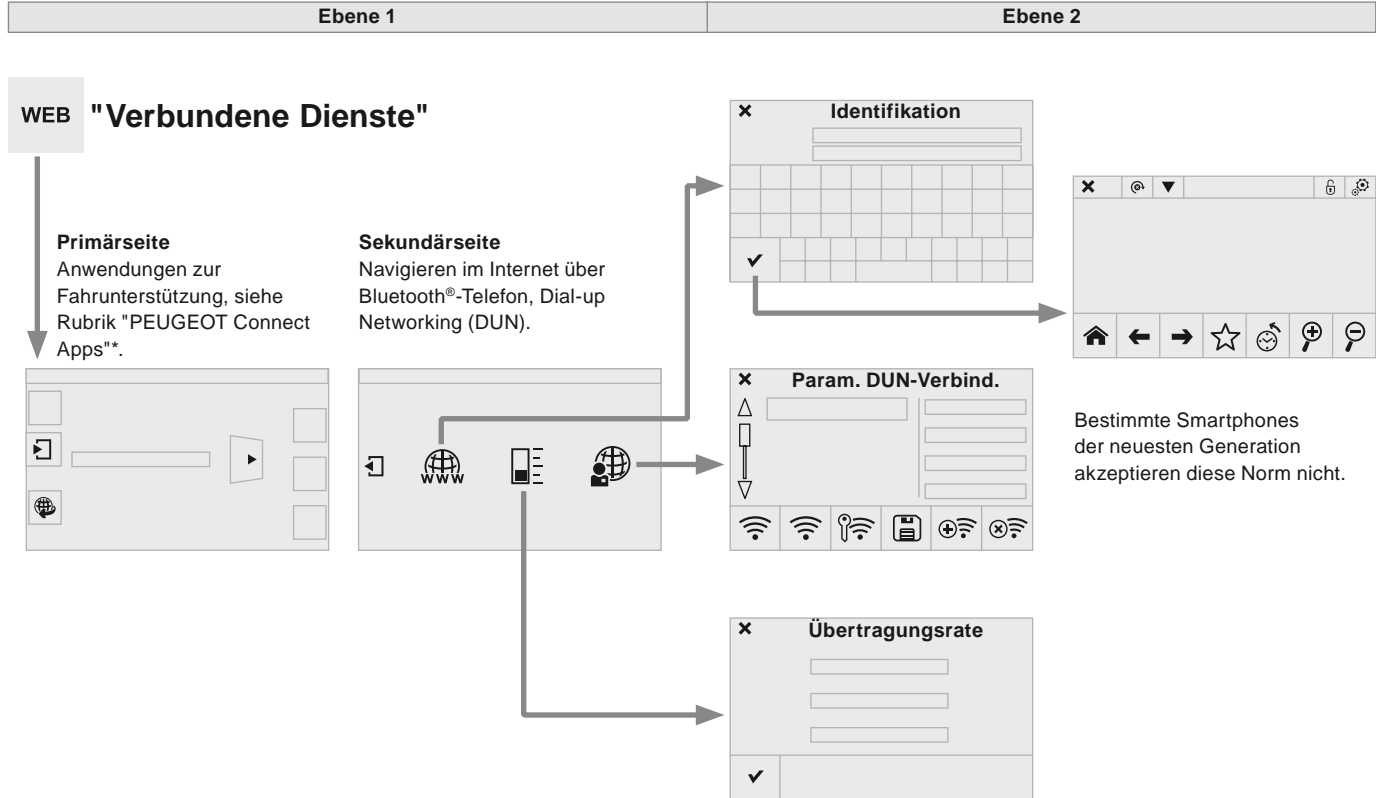 Ebene 1
Ebene 2
WEB
"Verbundene Dienste"
Primärseite
Anwendungen zur
Fahrunterstützung, siehe
Rubrik "PEUGEOT Connect
Apps"*.
Sekundärseite
Navigieren im Internet über
Bluetooth®-Telefon, Dial-up
Networking (DUN).
WWW
Identifikation
Param. DUN-Verbind.
Übertragungsrate
Bestimmte Smartphones
der neuesten Generation
akzeptieren diese Norm nicht.